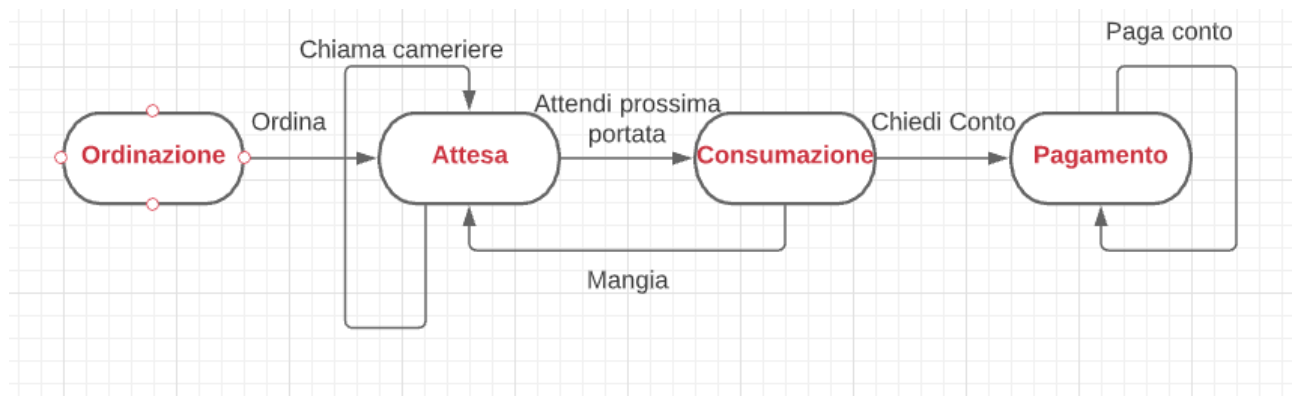 Paga conto
Chiama cameriere
Attendi prossima
portata
Ordina
Chiedi Conto
Ordinazione
Attesa
Consumazione
Pagamento
Mangia